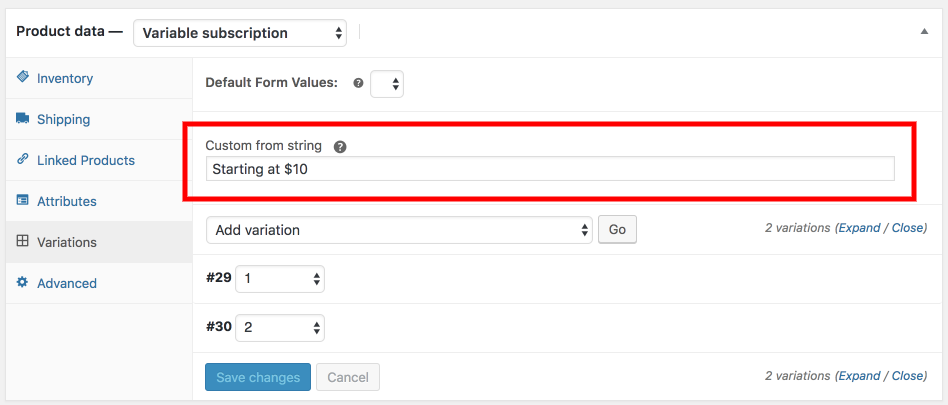 Product data —
Variable subscription
Inventory
Shipping
Linked Products
Attributes
Variations
Advanced
Default Form Values:
Custom from string
Starting at $10
Add variation
Go
2 variations (Expand / Close)
#29 1
#30 2
Save changes
Cancel
2 variations (Expand / Close)